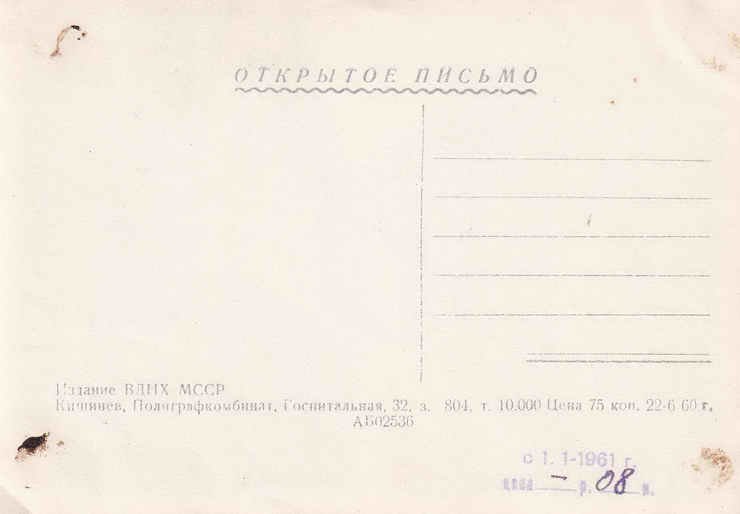 ОТКРЫТОЕ ПИСЬМО
Издание ВДНХ МССР
Кишинев, Полиграфкомбинат, Госпитальная, 32, з. 804, т. 10.000 Цена 75 коп. 22-6 60 г.
АБ02536
с 1. 1-1961 г.
цена — р. 08 к.